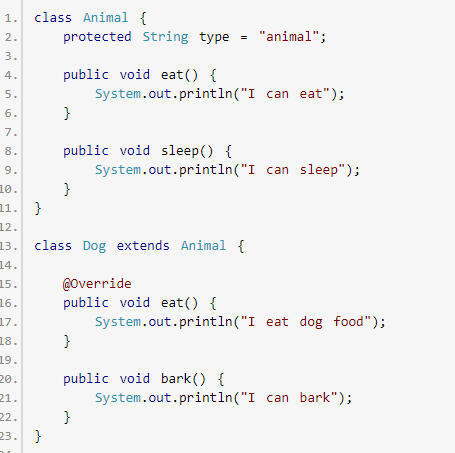 1. class Animal {
2.     protected String type = "animal";
3.
4.     public void eat() {
5.         System.out.println("I can eat");
6.     }
7.
8.     public void sleep() {
9.         System.out.println("I can sleep");
10.     }
11. }
12.
13. class Dog extends Animal {
14.
15.     @Override
16.     public void eat() {
17.         System.out.println("I eat dog food");
18.     }
19.
20.     public void bark() {
21.         System.out.println("I can bark");
22.     }
23. }